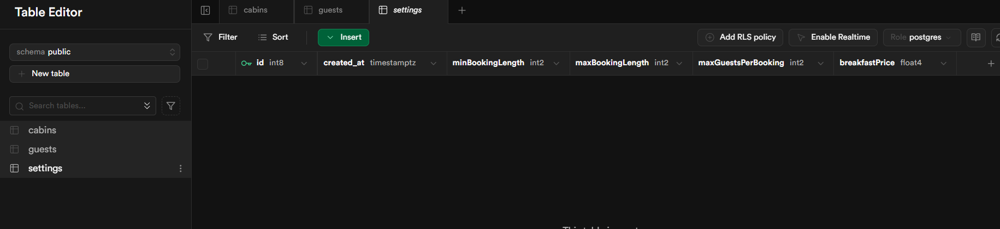 Table Editor
cabins
guests
settings
Filter
Sort
Insert
Add RLS policy
Enable Realtime
Role postgres
schema public
New table
id int8
created_at timestamptz
minBookingLength int2
maxBookingLength int2
maxGuestsPerBooking int2
breakfastPrice float4
Search tables...
cabins
guests
settings